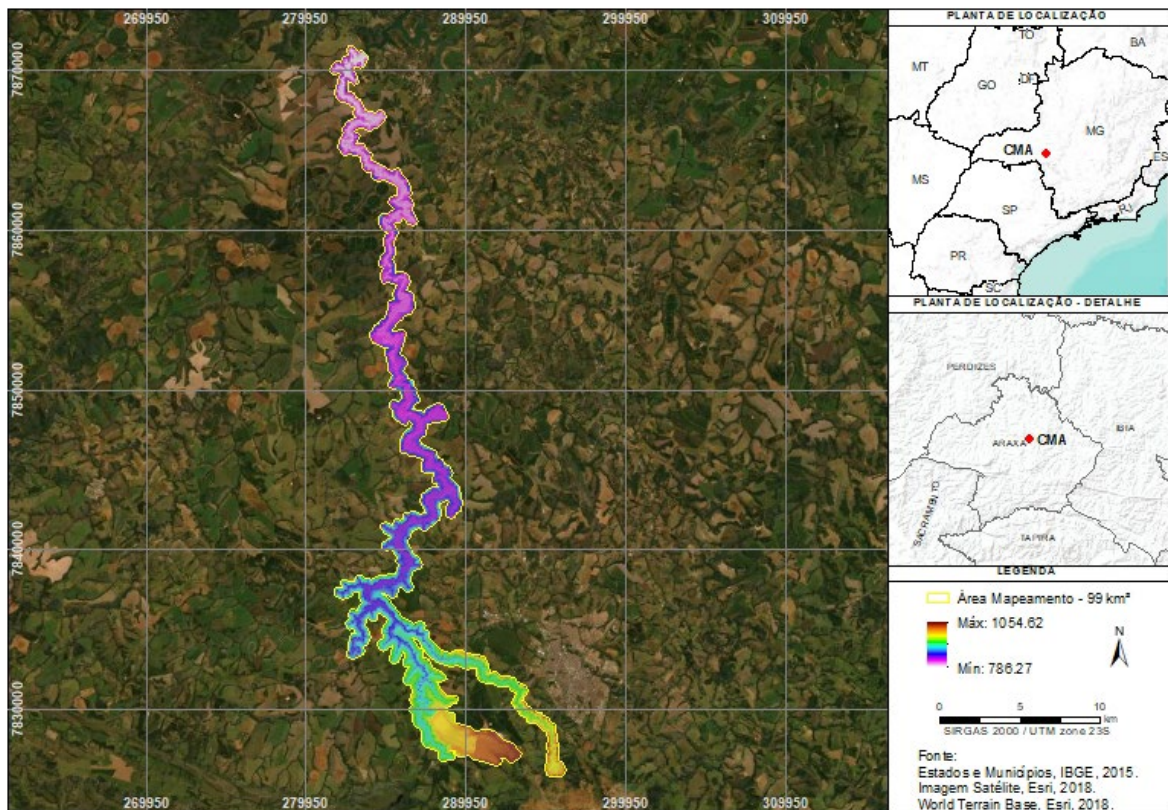 269950 279950 289950 299950 309950
7870000
7860000
7850000
7840000
7830000
269950 279950 289950 299950 309950
PLANTA DE LOCALIZAÇÃO
TO
BA
MT
DF
GO
MG
CMA
ES
MS
SP
RJ
PR
SC
PLANTA DE LOCALIZAÇÃO - DETALHE
PERDIZES
IBIA
ARAXA CMA
SACRAMENTO
TAPIRA
LEGENDA
Área Mapeamento - 99 km²
Máx: 1054.62
Mín: 786.27
N
0 5 10
km
SIRGAS 2000 / UTM zone 23S
Fonte:
Estados e Municípios, IBGE, 2015.
Imagem Satélite, Esri, 2018.
World Terrain Base, Esri, 2018.